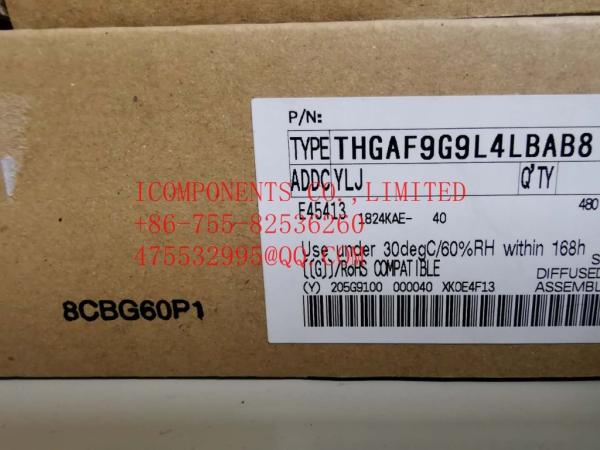 P/N:
TYPE THGAF9G9L4LBAB8
ADDC YLJ Q'TY
ICOMPONENTS CO.,LIMITED
480
E45413 1824KAE- 40
+86-755-82536260
Use under 30degC/60%RH within 168h
475532995@QQ.COM
[[G]]/RoHS COMPATIBLE S
DIFFUSED
(Y) 205G9100 000040 XK0E4F13 ASSEMBL
8CBG60P1